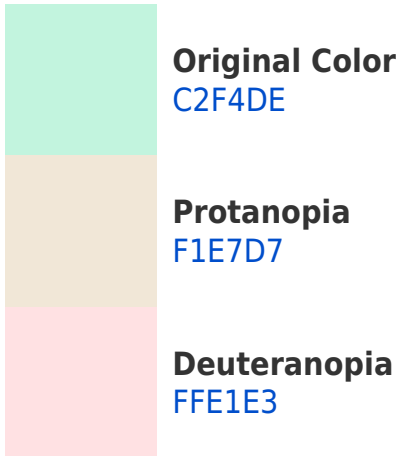 Original Color
C2F4DE
Protanopia
F1E7D7
Deuteranopia
FFE1E3